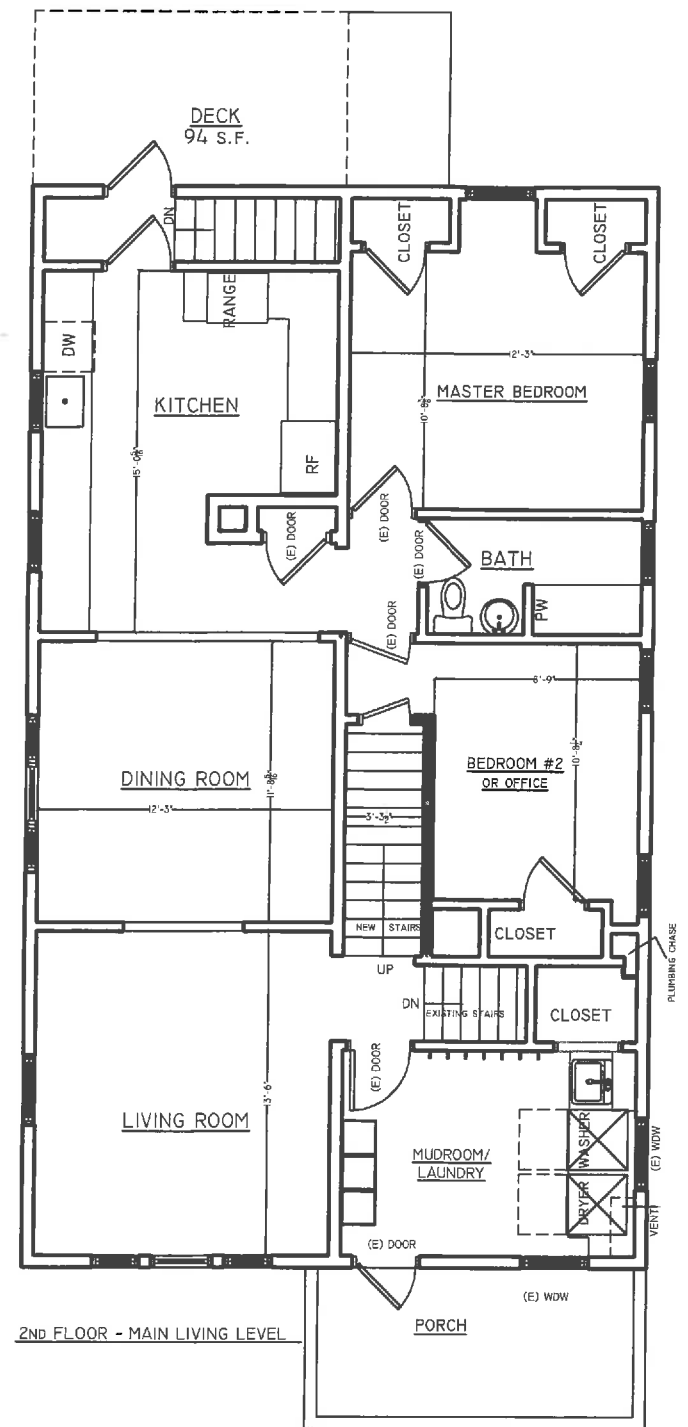 DECK
94 S.F.
DN
CLOSET
CLOSET
RANGE
DW
12'-3"
MASTER BEDROOM
KITCHEN
RF
(E) DOOR
(E) DOOR
(E) DOOR
BATH
PW
(E) DOOR
8'-9"
BEDROOM #2
OR OFFICE
DINING ROOM
12'-3"
3'-3½"
NEW STAIRS
CLOSET
PLUMBING CHASE
UP
DN
EXISTING STAIRS
CLOSET
(E) DOOR
13'-6"
LIVING ROOM
WASHER
MUDROOM/
LAUNDRY
(E) WDW
DRYER
VENT
(E) DOOR
(E) WDW
PORCH
2ND FLOOR - MAIN LIVING LEVEL